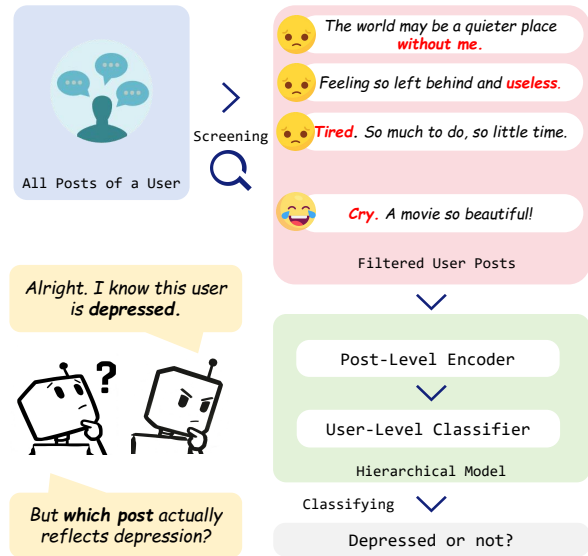 All Posts of a User
Screening
The world may be a quieter place
without me.
Feeling so left behind and useless.
Tired. So much to do, so little time.
Cry. A movie so beautiful!
Filtered User Posts
Alright. I know this user
is depressed.
?
But which post actually
reflects depression?
Post-Level Encoder
User-Level Classifier
Hierarchical Model
Classifying
Depressed or not?